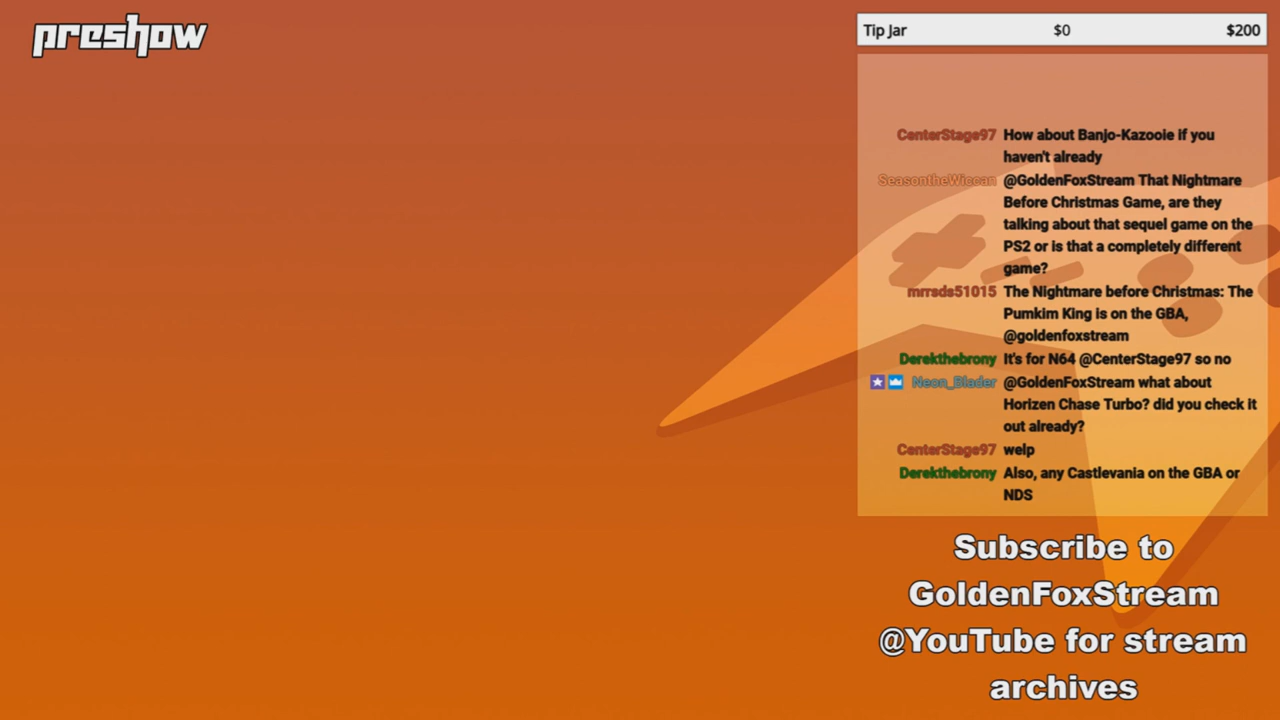 preshow
Tip Jar $0 $200
CenterStage97 How about Banjo-Kazooie if you
haven't already
SeasontheWiccan @GoldenFoxStream That Nightmare
Before Christmas Game, are they
talking about that sequel game on the
PS2 or is that a completely different
game?
mrrsds51015 The Nightmare before Christmas: The
Pumkim King is on the GBA,
@goldenfoxstream
Derekthebrony It's for N64 @CenterStage97 so no
Neon_Blader @GoldenFoxStream what about
Horizen Chase Turbo? did you check it
out already?
CenterStage97 welp
Derekthebrony Also, any Castlevania on the GBA or
NDS
Subscribe to
GoldenFoxStream
@YouTube for stream
archives